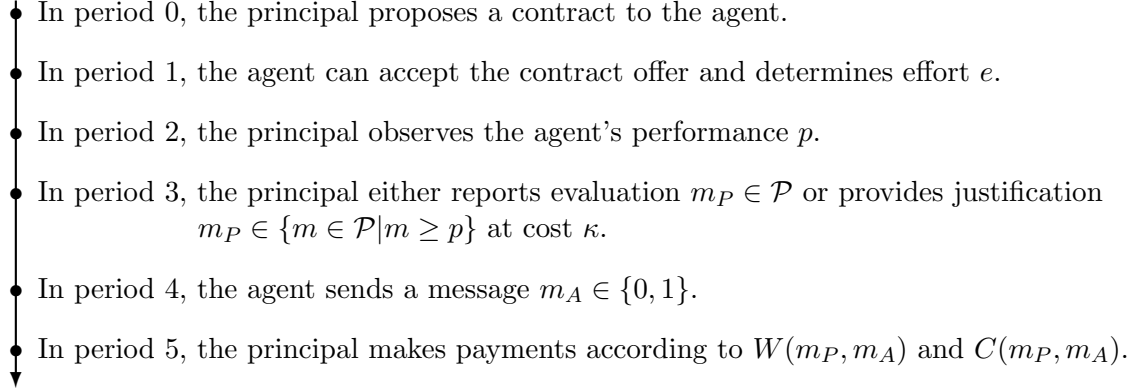 In period 0, the principal proposes a contract to the agent.
In period 1, the agent can accept the contract offer and determines effort e.
In period 2, the principal observes the agent's performance p.
In period 3, the principal either reports evaluation m_P ∈ 𝒫 or provides justification
m_P ∈ {m ∈ 𝒫|m ≥ p} at cost κ.
In period 4, the agent sends a message m_A ∈ {0, 1}.
In period 5, the principal makes payments according to W(m_P, m_A) and C(m_P, m_A).